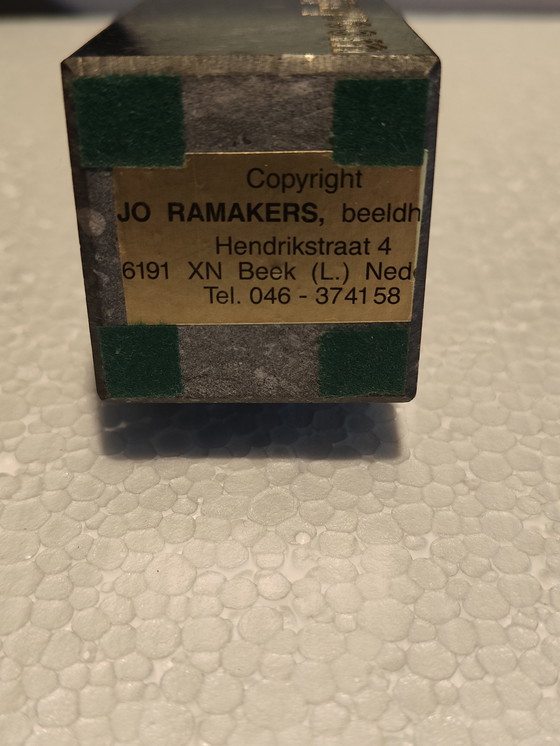 Copyright
JO RAMAKERS, beeldh
Hendrikstraat 4
6191 XN Beek (L.) Ned
Tel. 046 - 374158